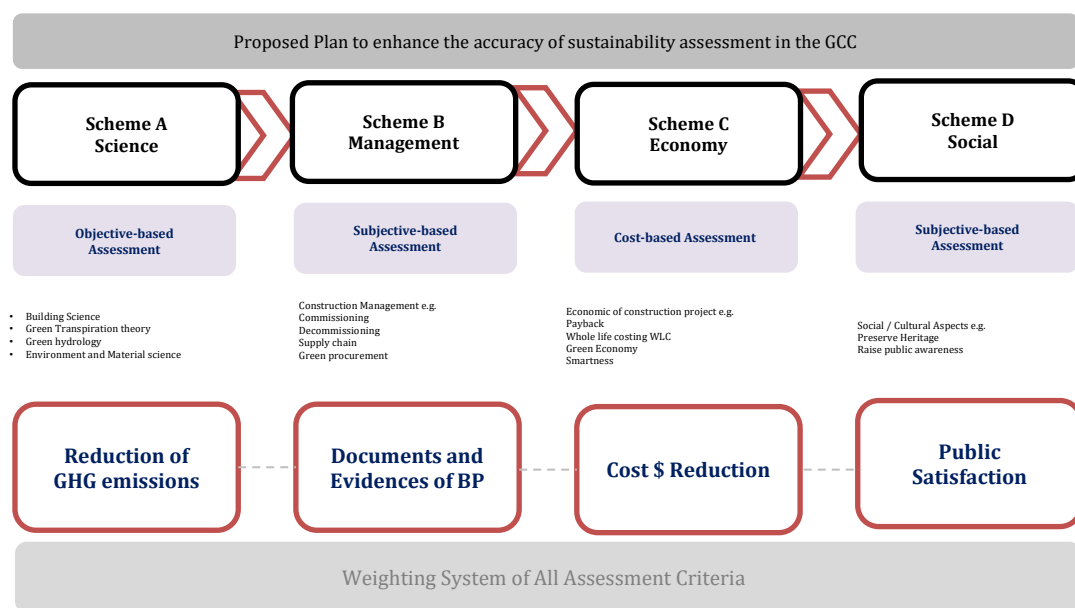 Proposed Plan to enhance the accuracy of sustainability assessment in the GCC
Scheme A
Science
Scheme B
Management
Scheme C
Economy
Scheme D
Social
Objective-based
Assessment
Subjective-based
Assessment
Cost-based Assessment
Subjective-based
Assessment
• Building Science
• Green Transpiration theory
• Green hydrology
• Environment and Material science
Construction Management e.g.
Commissioning
Decommissioning
Supply chain
Green procurement
Economic of construction project e.g.
Payback
Whole life costing WLC
Green Economy
Smartness
Social / Cultural Aspects e.g.
Preserve Heritage
Raise public awareness
Reduction of
GHG emissions
Documents and
Evidences of BP
Cost $ Reduction
Public
Satisfaction
Weighting System of All Assessment Criteria